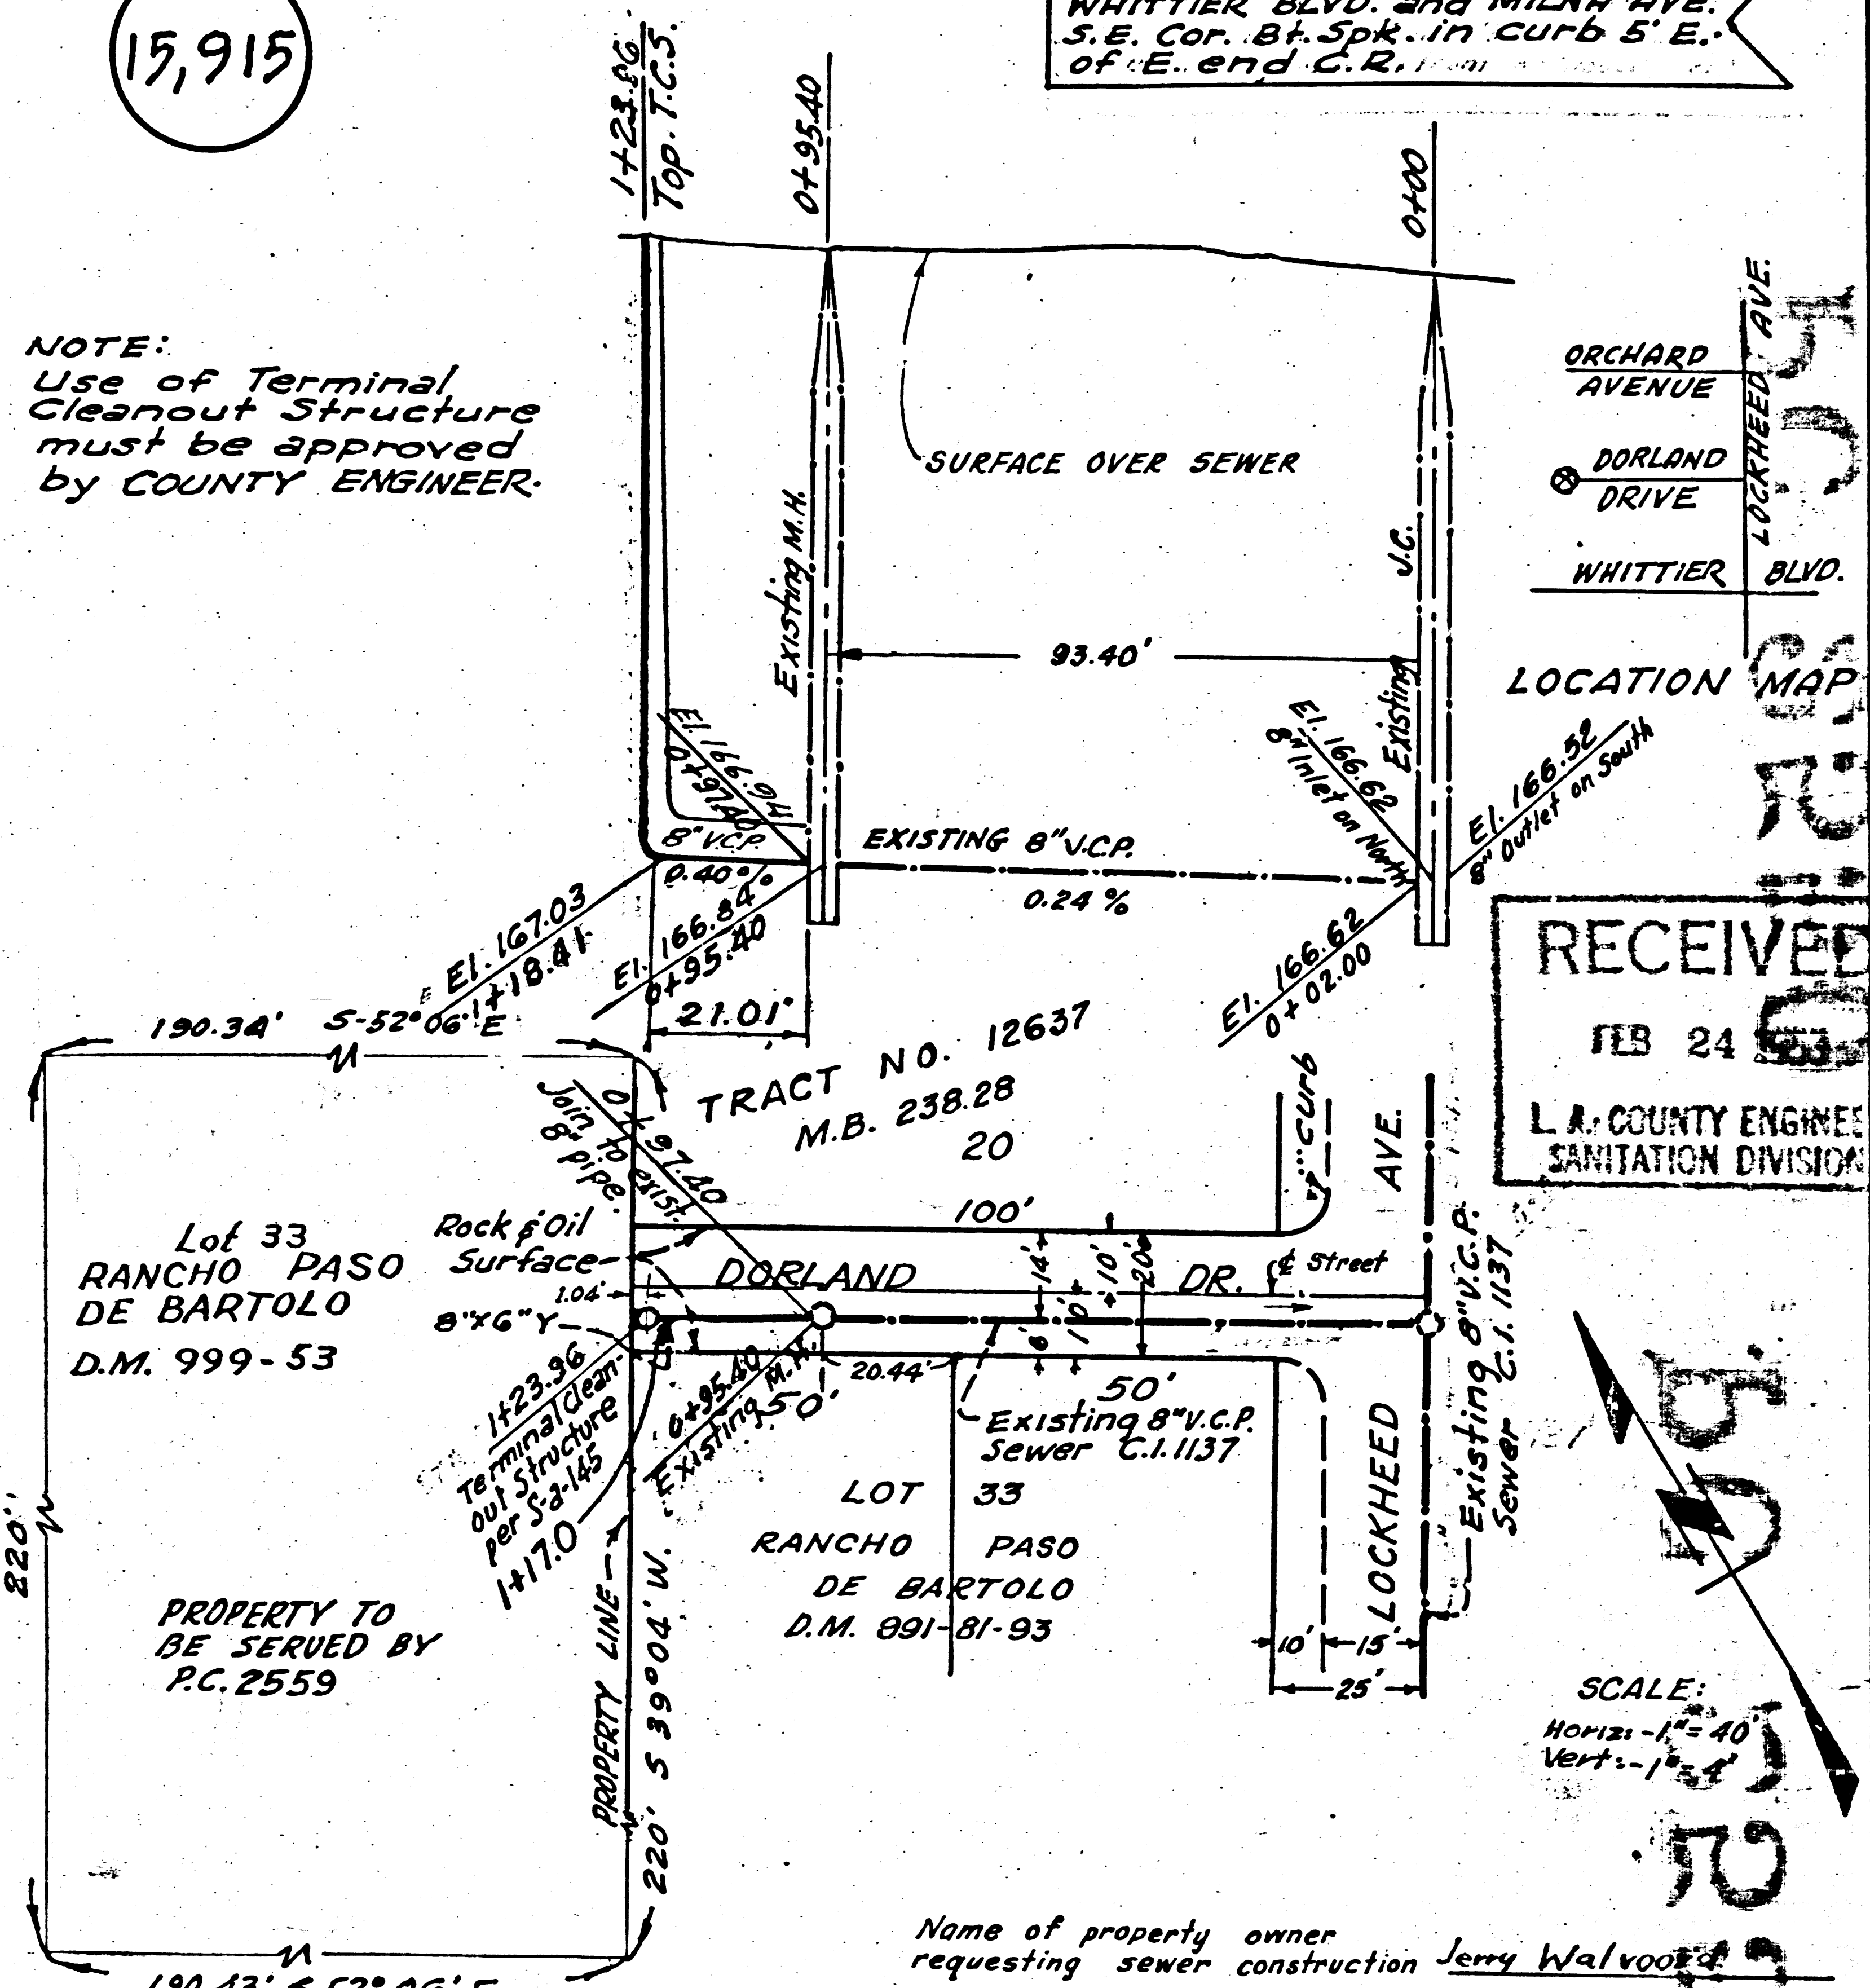 15,915
WHITTIER BLVD. and MILNA AVE.
S.E. Cor. Bt. Spk. in curb 5' E.
of E. end C.R.
1+23.86
Top. T.C.S.
0+95.40
0+00
NOTE:
Use of Terminal
Cleanout Structure
must be approved
by COUNTY ENGINEER.
SURFACE OVER SEWER
Existing M.H.
Existing J.C.
93.40'
ORCHARD
AVENUE
DORLAND
DRIVE
LOCKHEED AVE.
WHITTIER BLVD.
LOCATION MAP
El. 166.94
0+97.40
8" V.C.P.
0.40%
EXISTING 8" V.C.P.
0.24 %
El. 166.62
8" Inlet on North
El. 166.52
8" Outlet on South
El. 167.03
1+18.41
El. 166.84
0+95.40
21.01'
El. 166.62
0+02.00
RECEIVED
FEB 24
L.A. COUNTY ENGINEE
SANITATION DIVISION
190.34' S-52°06' E
TRACT NO. 12637
M.B. 238.28
20
0+97.40
Join to exist.
8" pipe.
curb
AVE.
100'
Lot 33
RANCHO PASO
DE BARTOLO
D.M. 999-53
Rock & Oil
Surface
1.04'
8"x6" Y
DORLAND DR.
14' 10' 20'
6' 10'
℄ Street
1+23.96
Terminal Clean-
out Structure
per S-a-145
1+17.0
0+95.40
Existing M.H.
50'
20.44'
50'
Existing 8" V.C.P.
Sewer C.I. 1137
Existing 8" V.C.P.
Sewer C.I. 1137
LOT 33
RANCHO PASO
DE BARTOLO
D.M. 891-81-93
LOCKHEED
10' 15'
25'
220'
PROPERTY TO
BE SERVED BY
P.C. 2559
PROPERTY LINE
220' S 39°04' W.
SCALE:
Horiz:-1"=40'
Vert:-1"=4'
Name of property owner
requesting sewer construction Jerry Walvoord
190.43' S 52°06' E